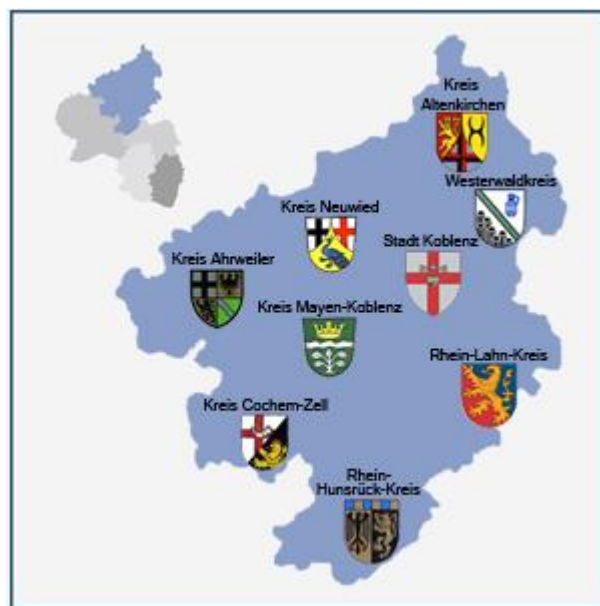 Kreis
Altenkirchen
Westerwaldkreis
Kreis Neuwied
Stadt Koblenz
Kreis Ahrweiler
Kreis Mayen-Koblenz
Rhein-Lahn-Kreis
Kreis Cochem-Zell
Rhein-
Hunsrück-Kreis